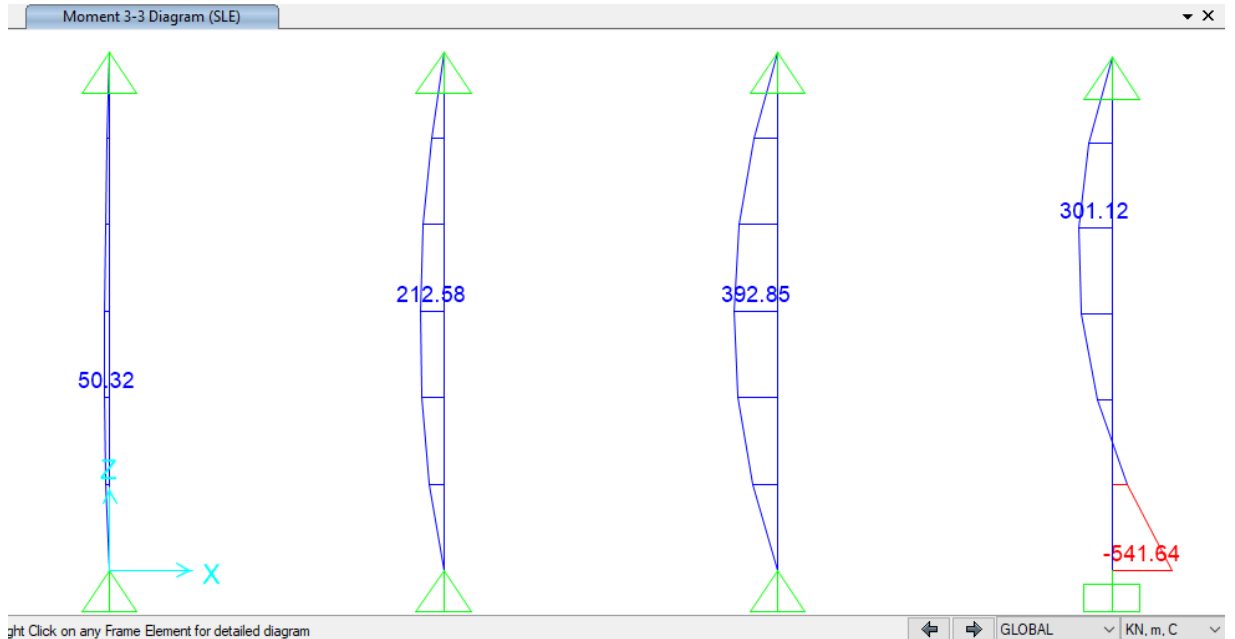 Moment 3-3 Diagram (SLE)
301.12
212.58
392.85
50.32
Z
X
-541.64
ght Click on any Frame Element for detailed diagram
GLOBAL
KN, m, C